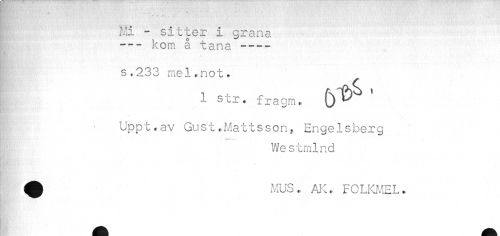 Mi - sitter i grana
--- kom å tana ----
s.233 mel.not.
1 str. fragm. OBS.
Uppt.av Gust.Mattsson, Engelsberg
Westmlnd
MUS. AK. FOLKMEL.